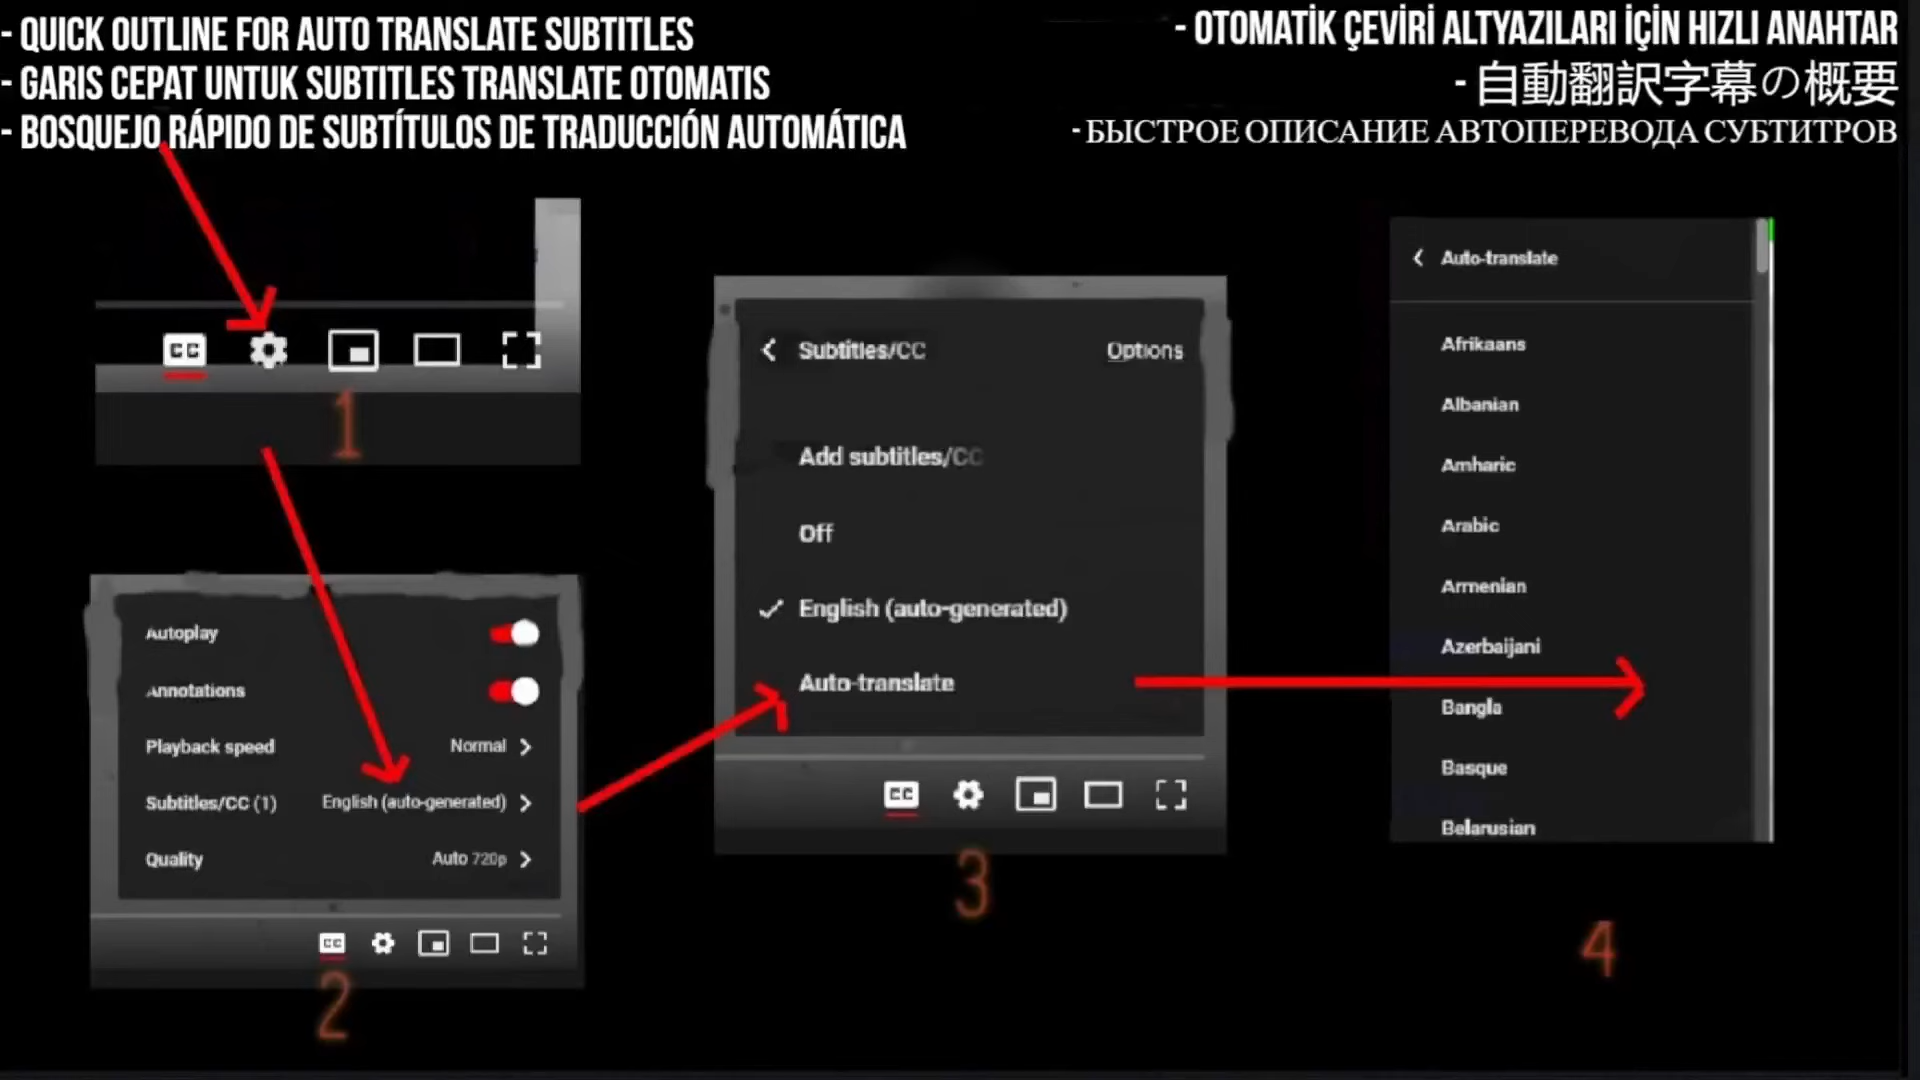 - QUICK OUTLINE FOR AUTO TRANSLATE SUBTITLES
- GARIS CEPAT UNTUK SUBTITLES TRANSLATE OTOMATIS
- BOSQUEJO RÁPIDO DE SUBTÍTULOS DE TRADUCCIÓN AUTOMÁTICA
- OTOMATİK ÇEVİRİ ALTYAZILARI İÇİN HIZLI ANAHTAR
- 自動翻訳字幕の概要
- БЫСТРОЕ ОПИСАНИЕ АВТОПЕРЕВОДА СУБТИТРОВ
CC
1
Autoplay
Annotations
Playback speed Normal
Subtitles/CC (1) English (auto-generated)
Quality Auto 720p
CC
2
Subtitles/CC Options
Add subtitles/CC
Off
English (auto-generated)
Auto-translate
CC
3
Auto-translate
Afrikaans
Albanian
Amharic
Arabic
Armenian
Azerbaijani
Bangla
Basque
Belarusian
4